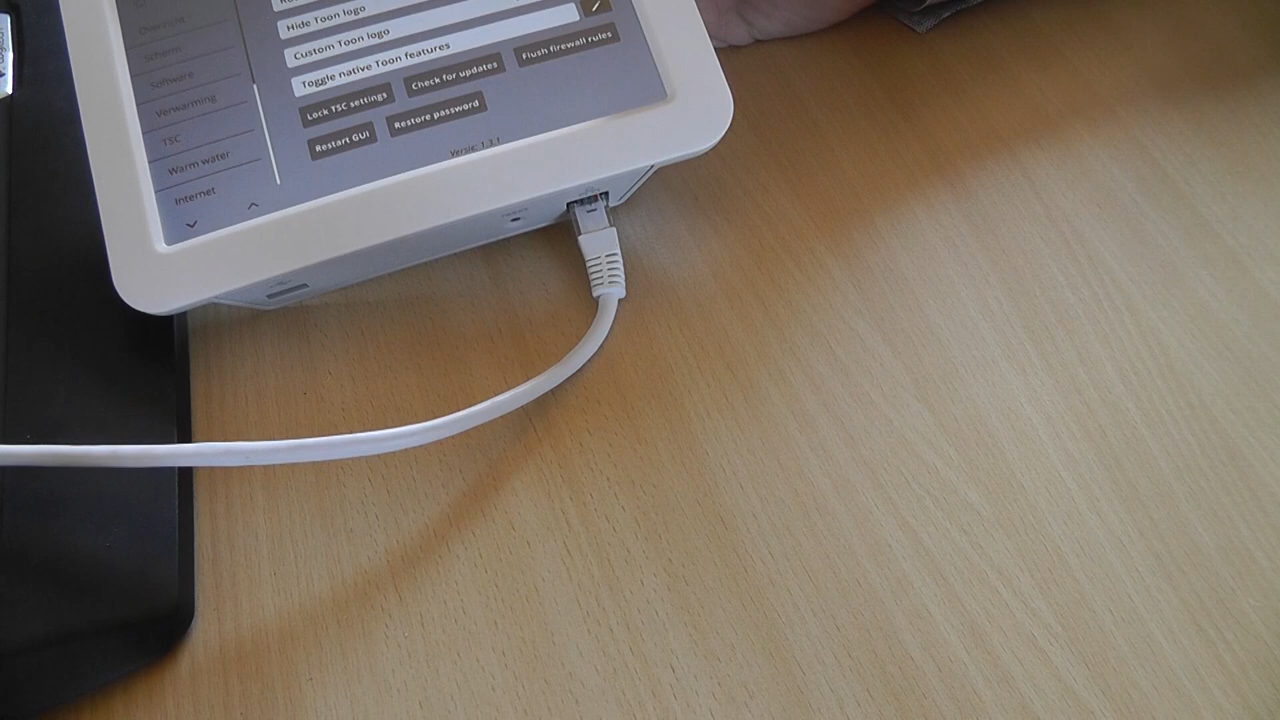 Hide Toon logo
Custom Toon logo
Toggle native Toon features
Lock TSC settings
Check for updates
Flush firewall rules
Restart GUI
Restore password
Versie: 1.3.1
Overzicht
Scherm
Software
Verwarming
TSC
Warm water
Internet